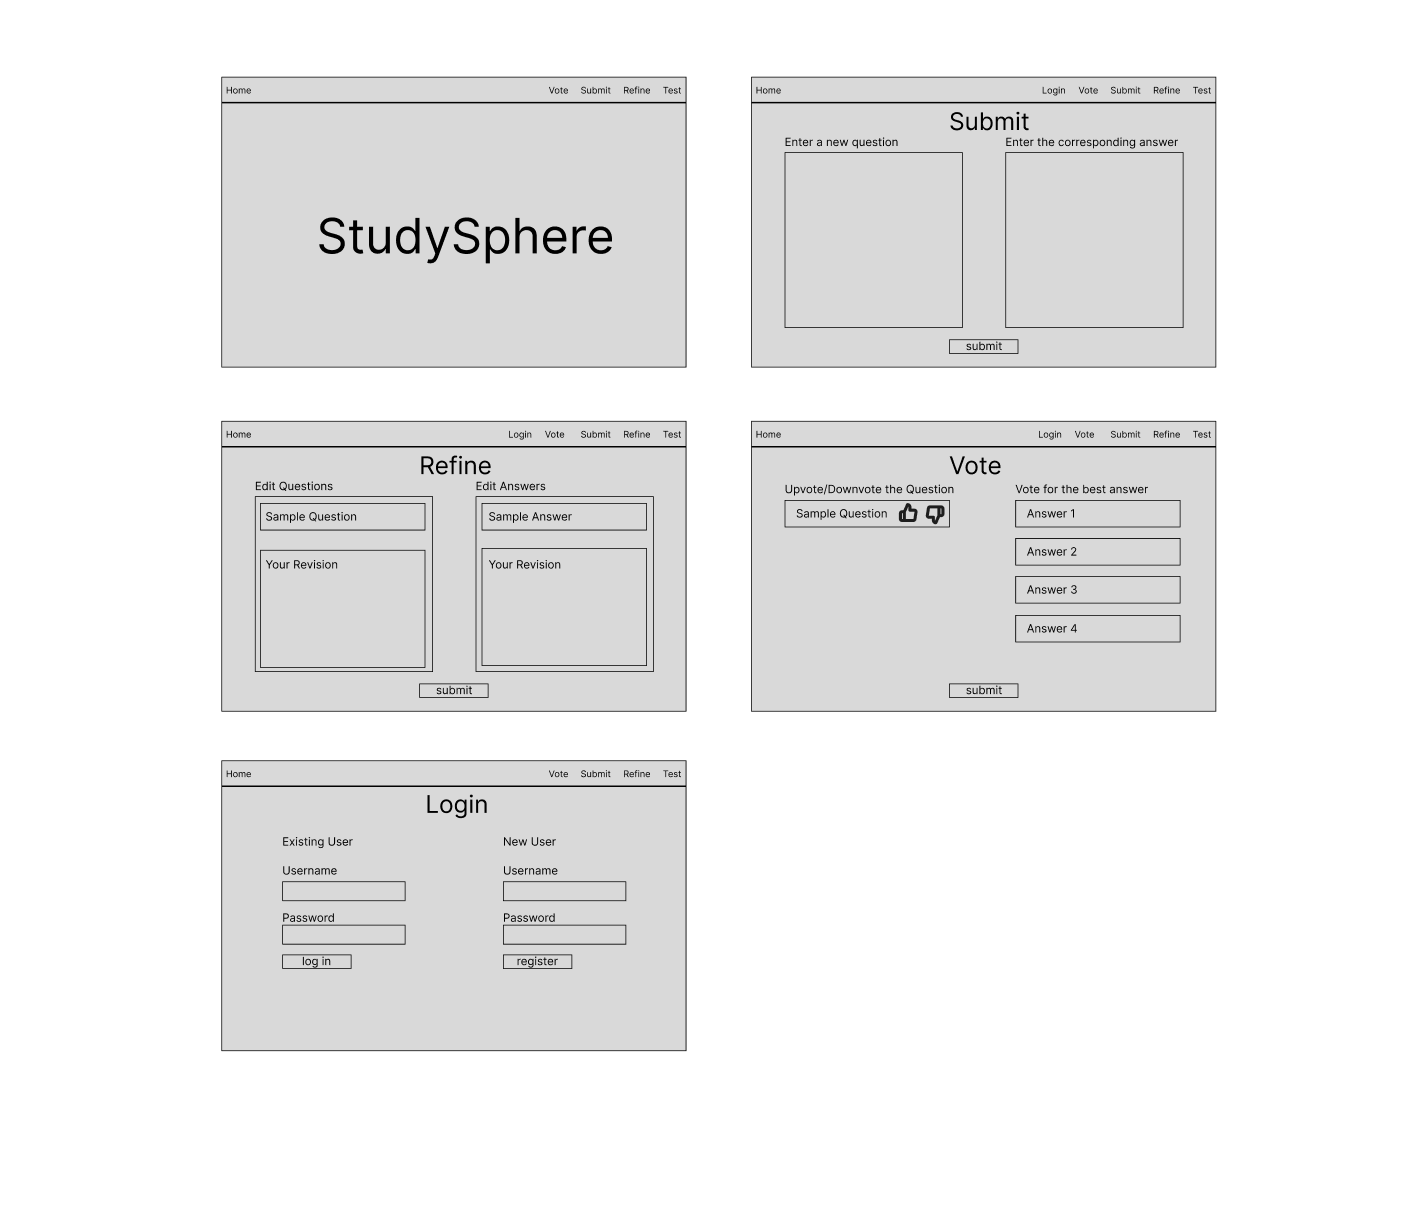 Home Vote Submit Refine Test
StudySphere
Home Login Vote Submit Refine Test
Submit
Enter a new question Enter the corresponding answer
submit
Home Login Vote Submit Refine Test
Refine
Edit Questions Edit Answers
Sample Question Sample Answer
Your Revision Your Revision
submit
Home Login Vote Submit Refine Test
Vote
Upvote/Downvote the Question Vote for the best answer
Sample Question Answer 1
Answer 2
Answer 3
Answer 4
submit
Home Vote Submit Refine Test
Login
Existing User New User
Username Username
Password Password
log in register